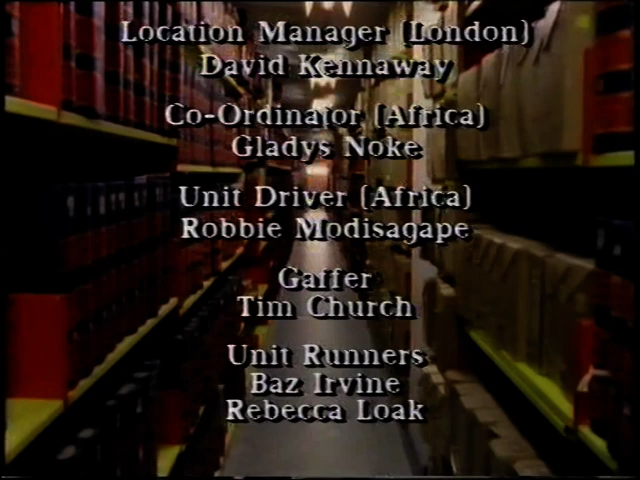 Location Manager (London)
David Kennaway
Co-Ordinator (Africa)
Gladys Noke
Unit Driver (Africa)
Robbie Modisagape
Gaffer
Tim Church
Unit Runners
Baz Irvine
Rebecca Loak